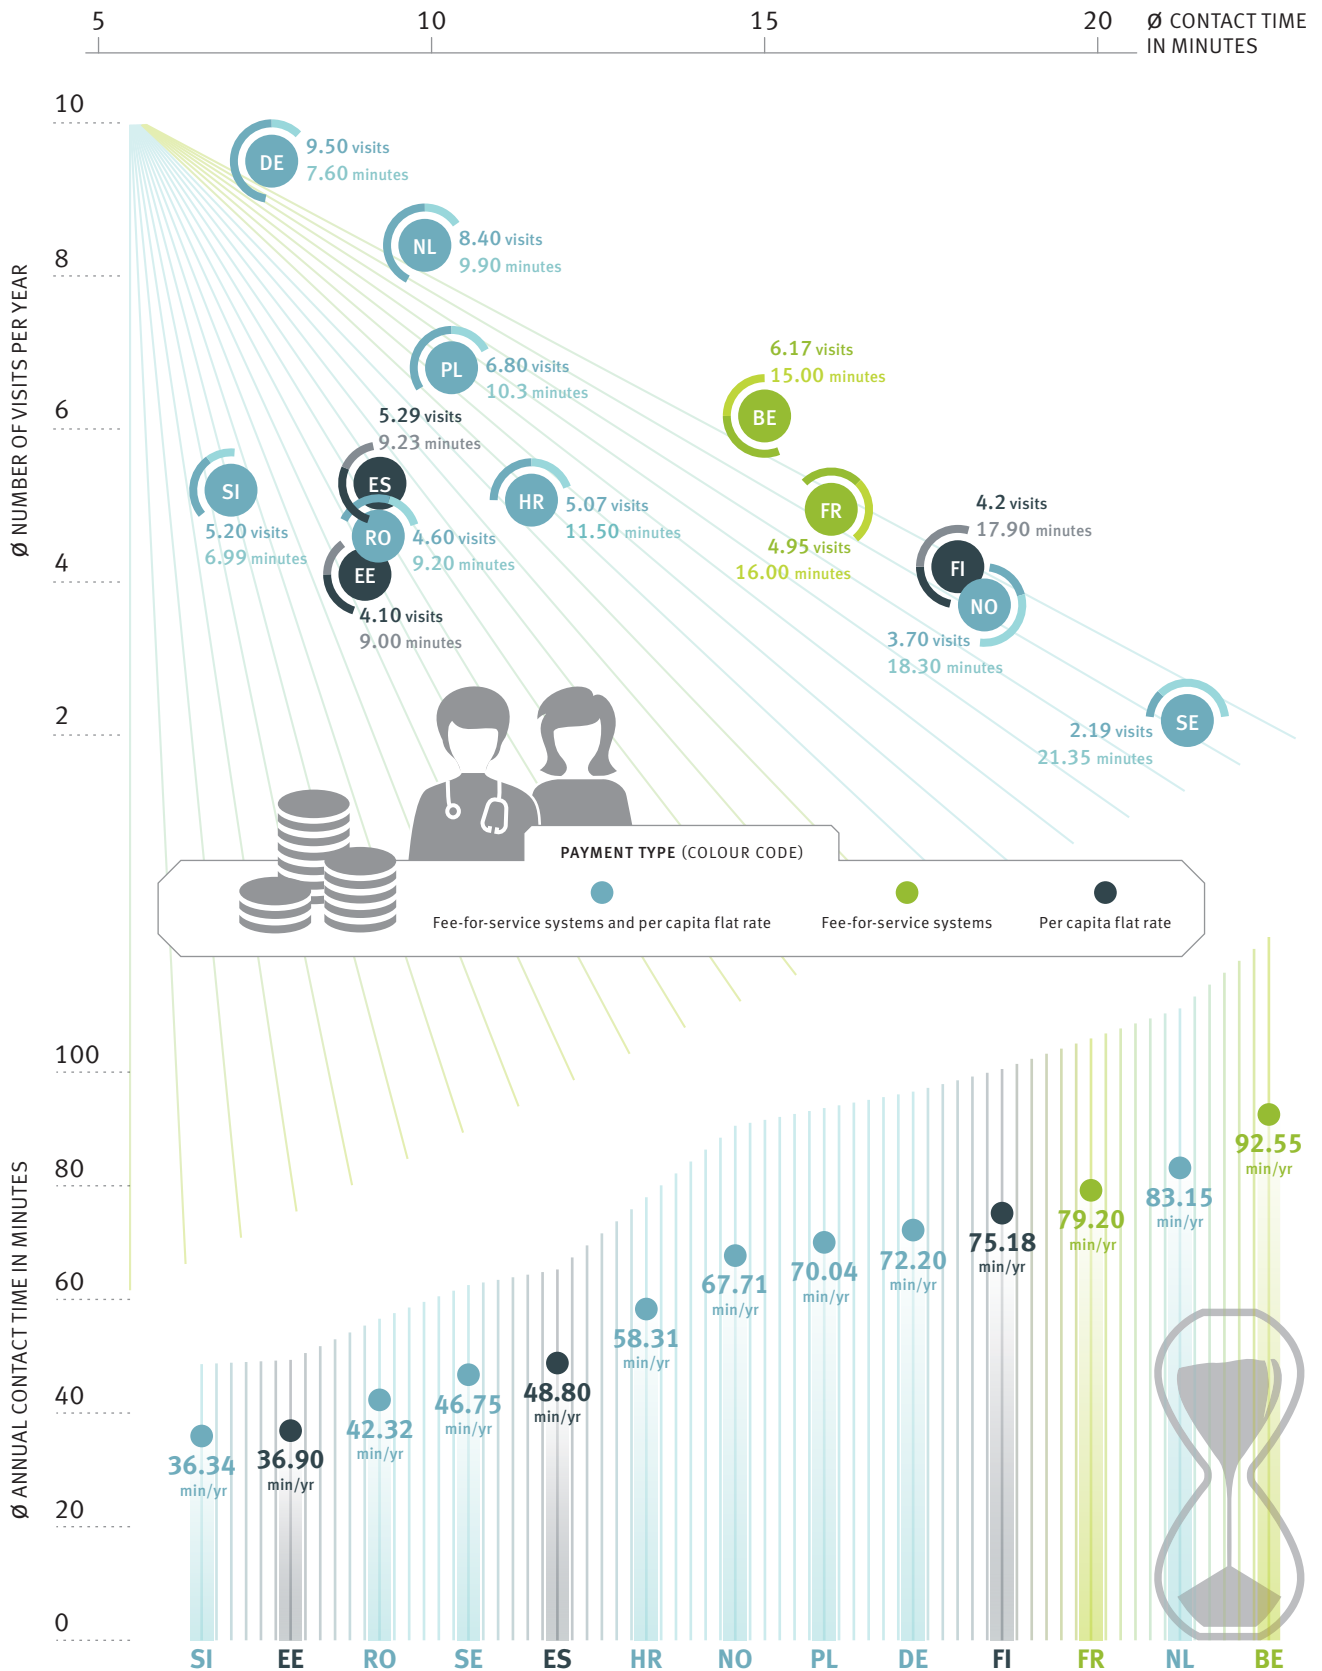 5 10 15 20 Ø CONTACT TIME
IN MINUTES
Ø NUMBER OF VISITS PER YEAR
10
8
6
4
2
DE
9.50 visits
7.60 minutes
NL
8.40 visits
9.90 minutes
PL
6.80 visits
10.3 minutes
6.17 visits
15.00 minutes
BE
5.29 visits
9.23 minutes
ES
SI
5.20 visits
6.99 minutes
HR
5.07 visits
11.50 minutes
RO
4.60 visits
9.20 minutes
EE
4.10 visits
9.00 minutes
FR
4.95 visits
16.00 minutes
4.2 visits
17.90 minutes
FI
NO
3.70 visits
18.30 minutes
SE
2.19 visits
21.35 minutes
PAYMENT TYPE (COLOUR CODE)
Fee-for-service systems and per capita flat rate
Fee-for-service systems
Per capita flat rate
Ø ANNUAL CONTACT TIME IN MINUTES
100
80
60
40
20
0
36.34
min/yr
36.90
min/yr
42.32
min/yr
46.75
min/yr
48.80
min/yr
58.31
min/yr
67.71
min/yr
70.04
min/yr
72.20
min/yr
75.18
min/yr
79.20
min/yr
83.15
min/yr
92.55
min/yr
SI EE RO SE ES HR NO PL DE FI FR NL BE